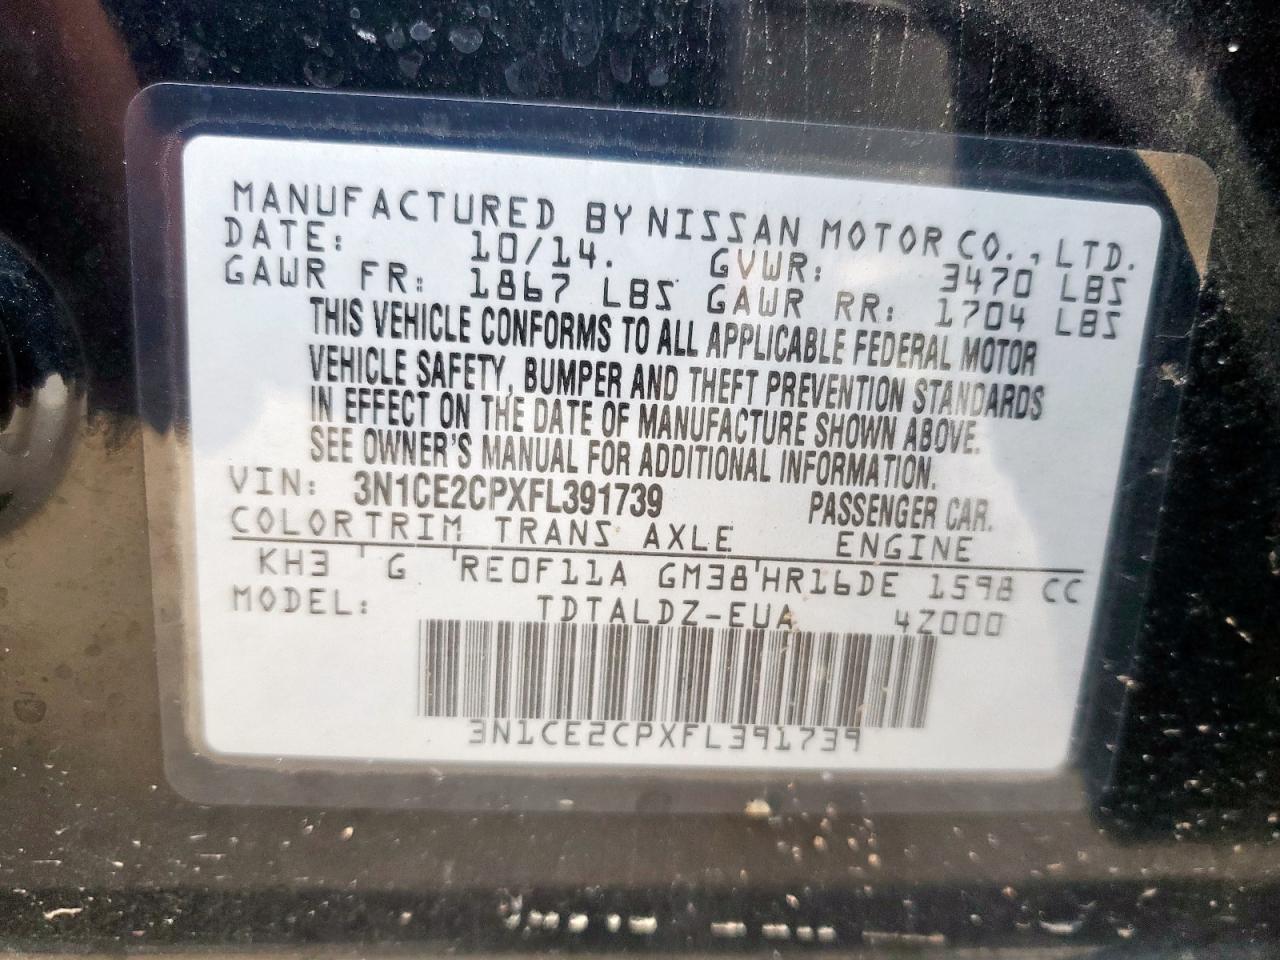 MANUFACTURED BY NISSAN MOTOR CO., LTD.
DATE: 10/14. GVWR: 3470 LBS
GAWR FR: 1867 LBS GAWR RR: 1704 LBS
THIS VEHICLE CONFORMS TO ALL APPLICABLE FEDERAL MOTOR
VEHICLE SAFETY, BUMPER AND THEFT PREVENTION STANDARDS
IN EFFECT ON THE DATE OF MANUFACTURE SHOWN ABOVE.
SEE OWNER'S MANUAL FOR ADDITIONAL INFORMATION.
VIN: 3N1CE2CPXFL391739 PASSENGER CAR.
COLOR TRIM TRANS AXLE ENGINE
KH3 ' G 'RE0F11A GM38'HR16DE 1598 CC
MODEL: TDTALDZ-EUA 4Z000
3N1CE2CPXFL391739